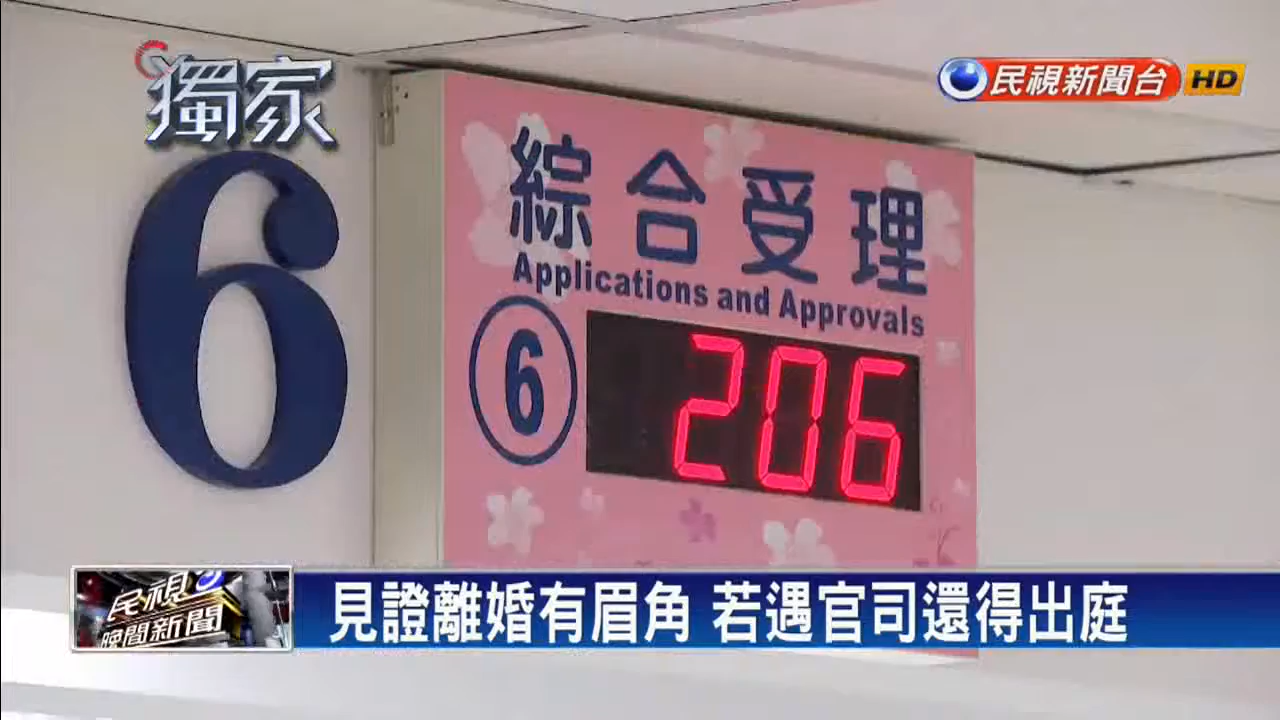 獨家
民視新聞台 HD
6
綜合受理
Applications and Approvals
6
206
民視
晚間新聞
見證離婚有眉角 若遇官司還得出庭